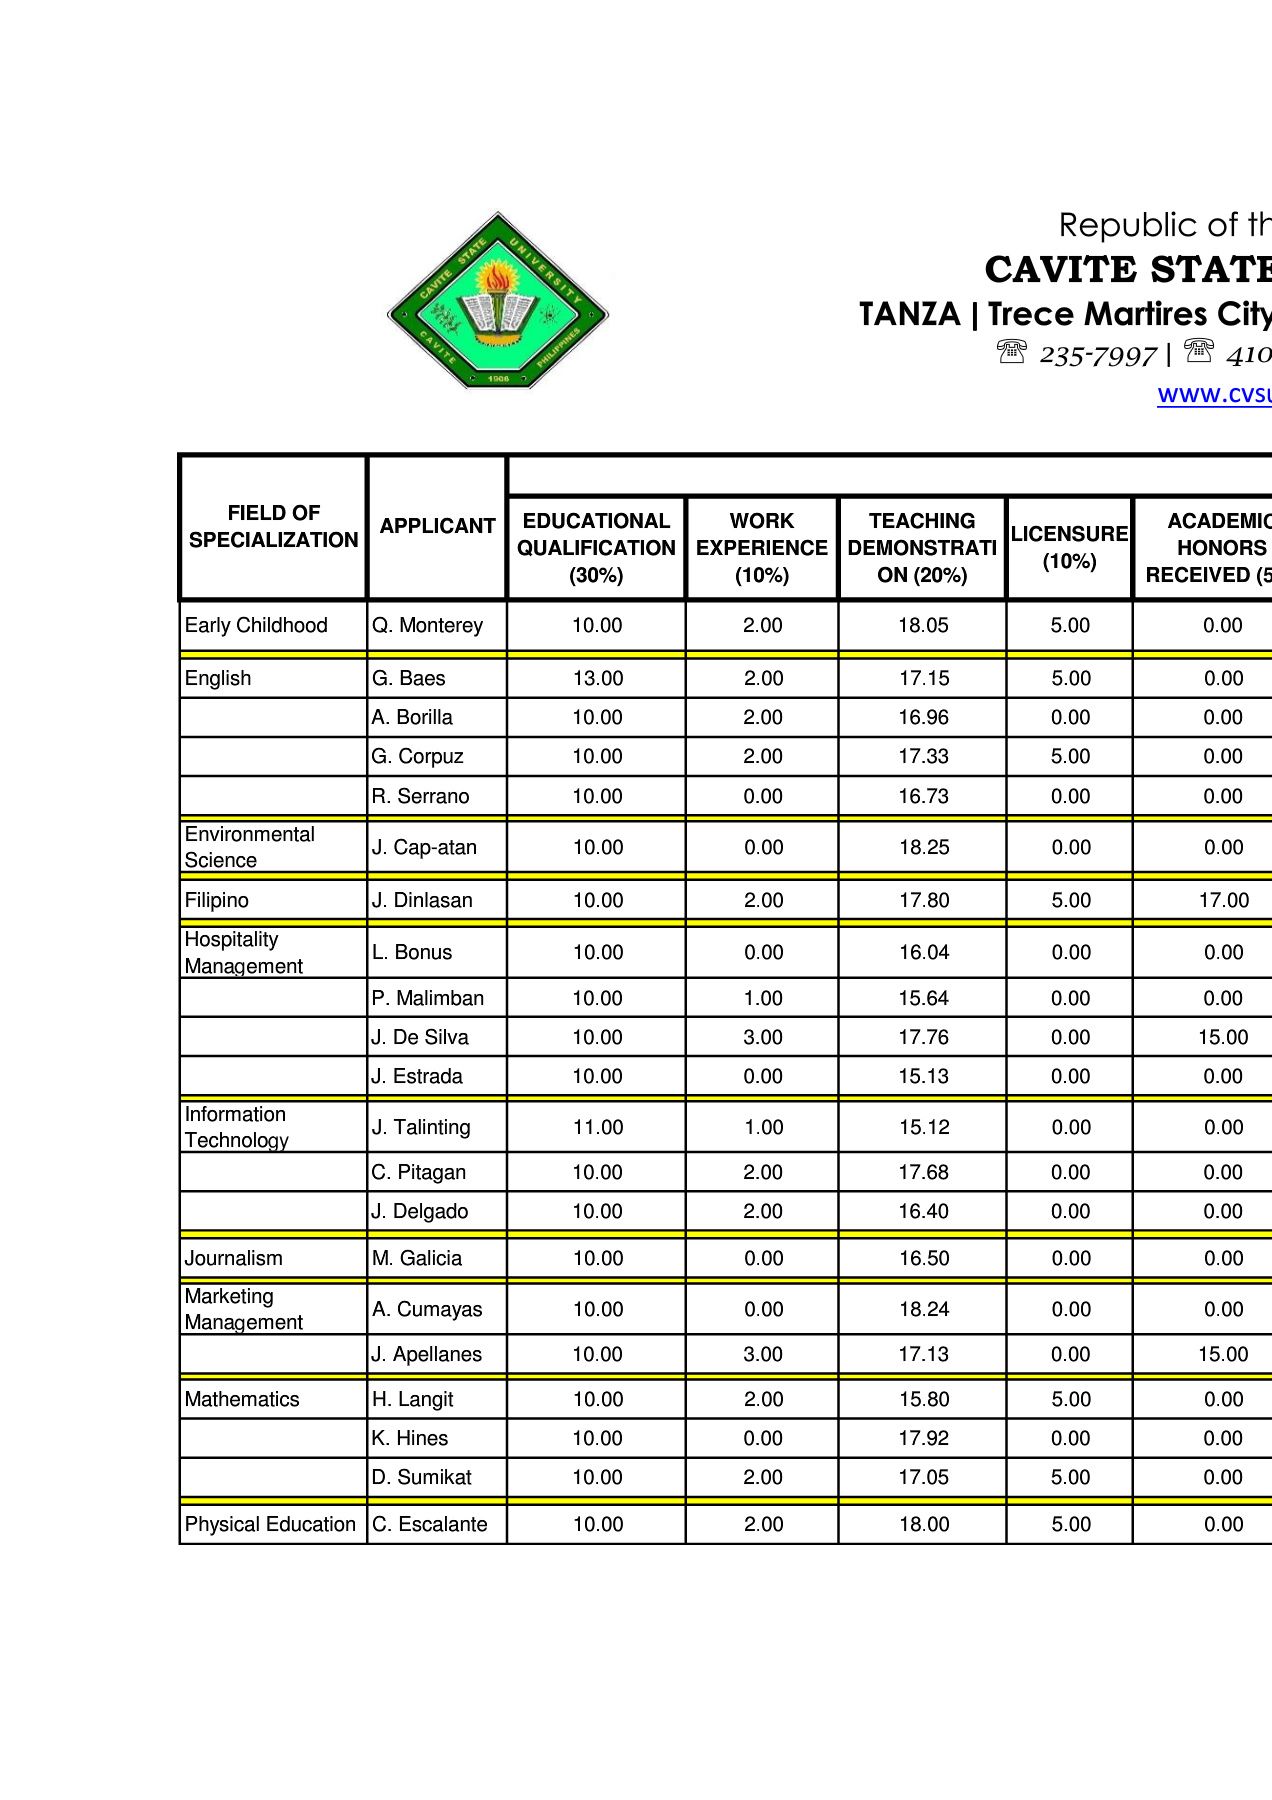 CAVITE STATE UNIVERSITY
CAVITE
PHILIPPINES
1906
Republic of th
CAVITE STATE
TANZA | Trece Martires City
☏ 235-7997 | ☏ 410
www.cvsu
FIELD OF
SPECIALIZATION
APPLICANT
EDUCATIONAL
QUALIFICATION
(30%)
WORK
EXPERIENCE
(10%)
TEACHING
DEMONSTRATI
ON (20%)
LICENSURE
(10%)
ACADEMIC
HONORS
RECEIVED (5
Early Childhood Q. Monterey 10.00 2.00 18.05 5.00 0.00
English G. Baes 13.00 2.00 17.15 5.00 0.00
A. Borilla 10.00 2.00 16.96 0.00 0.00
G. Corpuz 10.00 2.00 17.33 5.00 0.00
R. Serrano 10.00 0.00 16.73 0.00 0.00
Environmental
Science J. Cap-atan 10.00 0.00 18.25 0.00 0.00
Filipino J. Dinlasan 10.00 2.00 17.80 5.00 17.00
Hospitality
Management L. Bonus 10.00 0.00 16.04 0.00 0.00
P. Malimban 10.00 1.00 15.64 0.00 0.00
J. De Silva 10.00 3.00 17.76 0.00 15.00
J. Estrada 10.00 0.00 15.13 0.00 0.00
Information
Technology J. Talinting 11.00 1.00 15.12 0.00 0.00
C. Pitagan 10.00 2.00 17.68 0.00 0.00
J. Delgado 10.00 2.00 16.40 0.00 0.00
Journalism M. Galicia 10.00 0.00 16.50 0.00 0.00
Marketing
Management A. Cumayas 10.00 0.00 18.24 0.00 0.00
J. Apellanes 10.00 3.00 17.13 0.00 15.00
Mathematics H. Langit 10.00 2.00 15.80 5.00 0.00
K. Hines 10.00 0.00 17.92 0.00 0.00
D. Sumikat 10.00 2.00 17.05 5.00 0.00
Physical Education C. Escalante 10.00 2.00 18.00 5.00 0.00